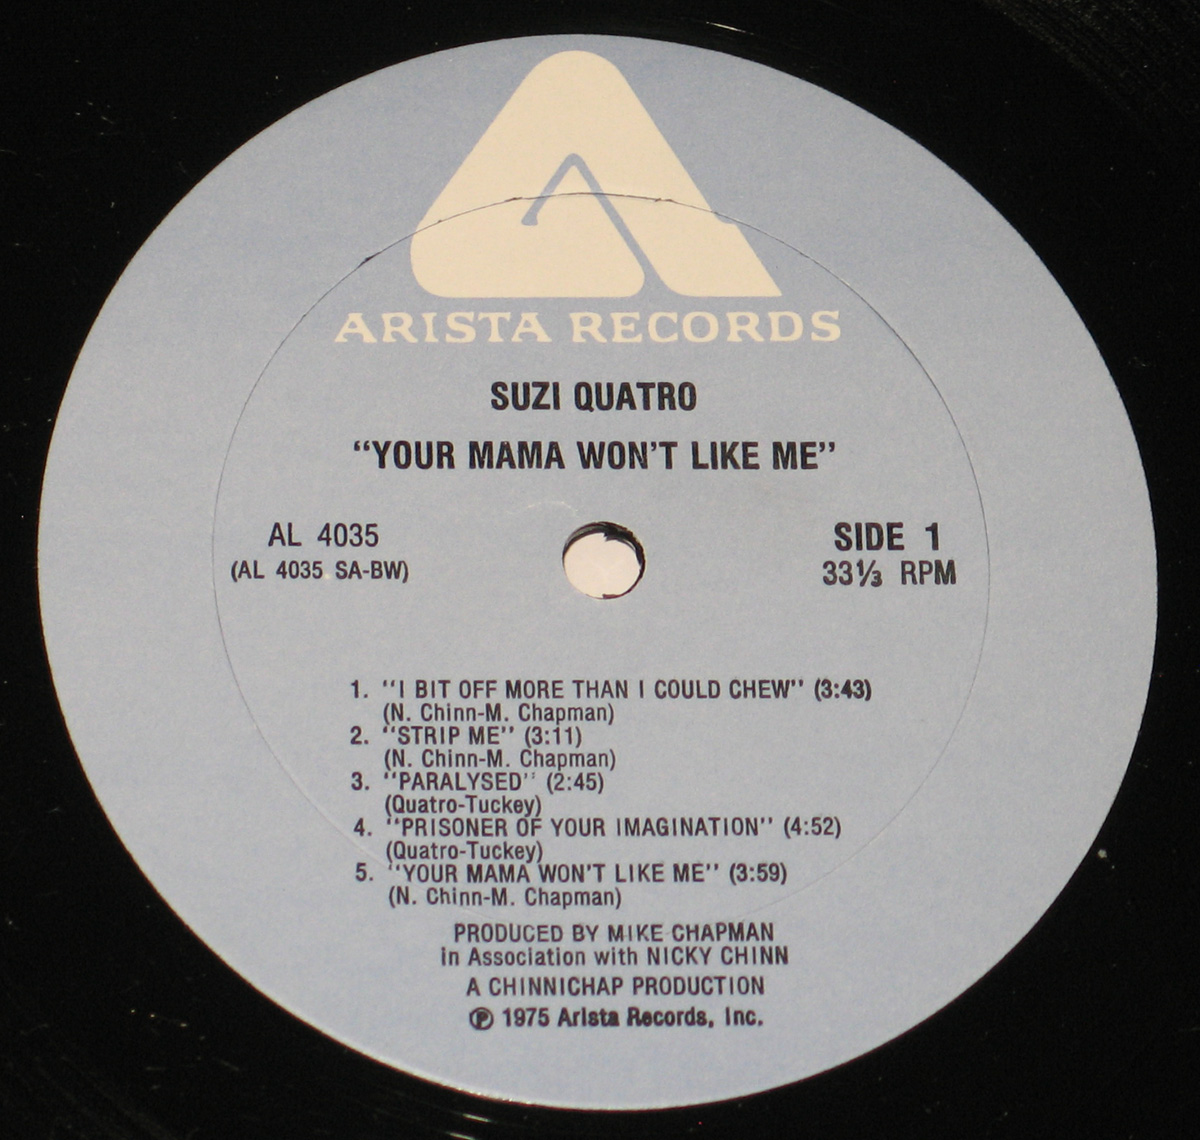 ARISTA RECORDS
SUZI QUATRO
"YOUR MAMA WON'T LIKE ME"
AL 4035
(AL 4035 SA-BW)
SIDE 1
33⅓ RPM
1. "I BIT OFF MORE THAN I COULD CHEW" (3:43)
(N. Chinn-M. Chapman)
2. "STRIP ME" (3:11)
(N. Chinn-M. Chapman)
3. "PARALYSED" (2:45)
(Quatro-Tuckey)
4. "PRISONER OF YOUR IMAGINATION" (4:52)
(Quatro-Tuckey)
5. "YOUR MAMA WON'T LIKE ME" (3:59)
(N. Chinn-M. Chapman)
PRODUCED BY MIKE CHAPMAN
in Association with NICKY CHINN
A CHINNICHAP PRODUCTION
℗ 1975 Arista Records, Inc.